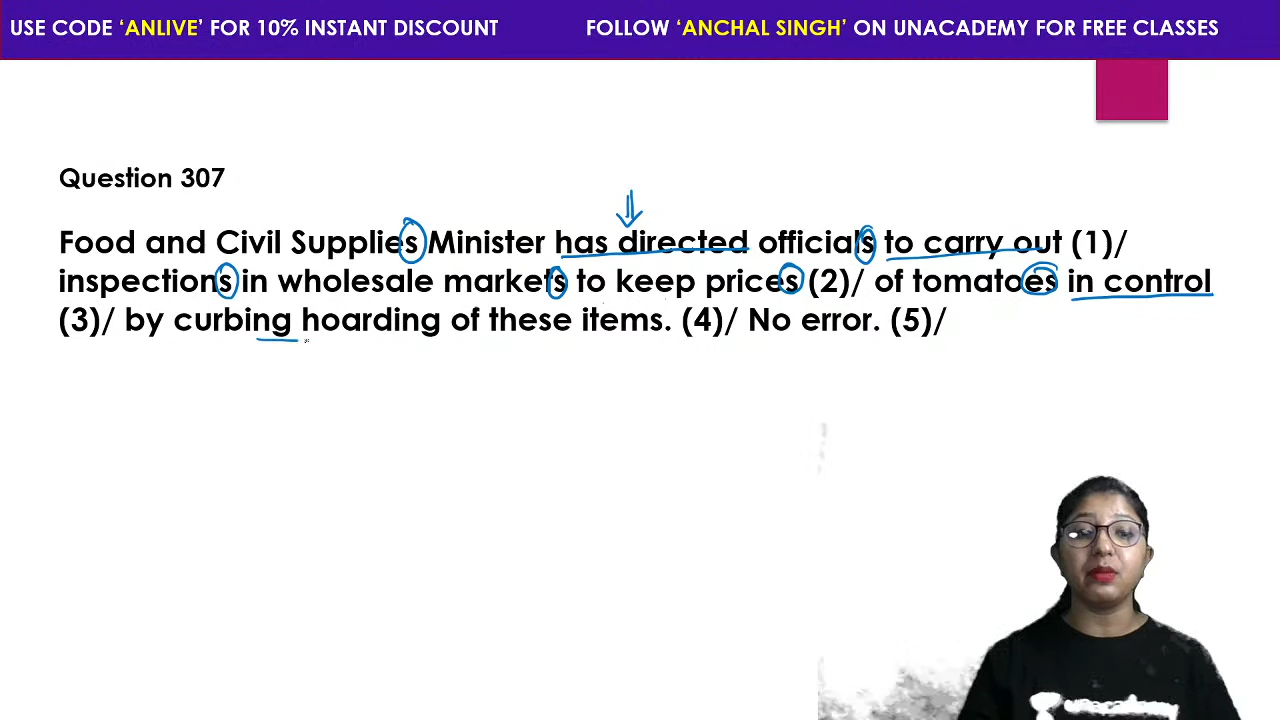 USE CODE ‘ANLIVE’ FOR 10% INSTANT DISCOUNT FOLLOW ‘ANCHAL SINGH’ ON UNACADEMY FOR FREE CLASSES
Question 307
Food and Civil Supplies Minister has directed officials to carry out (1)/
inspections in wholesale markets to keep prices (2)/ of tomatoes in control
(3)/ by curbing hoarding of these items. (4)/ No error. (5)/
unacademy